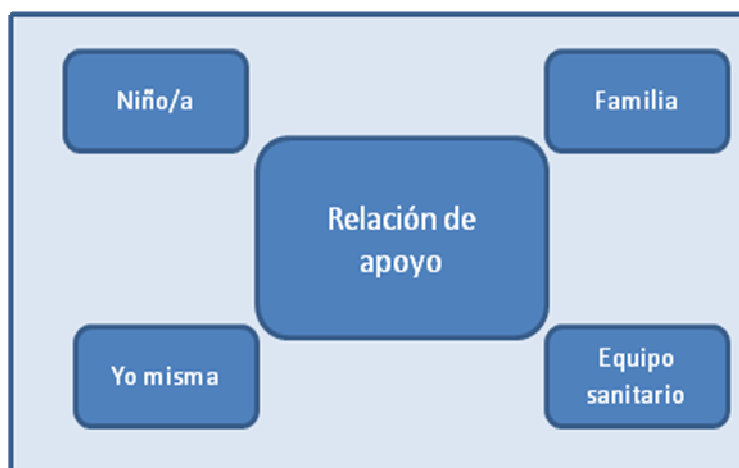 Niño/a
Familia
Relación de
apoyo
Yo misma
Equipo
sanitario